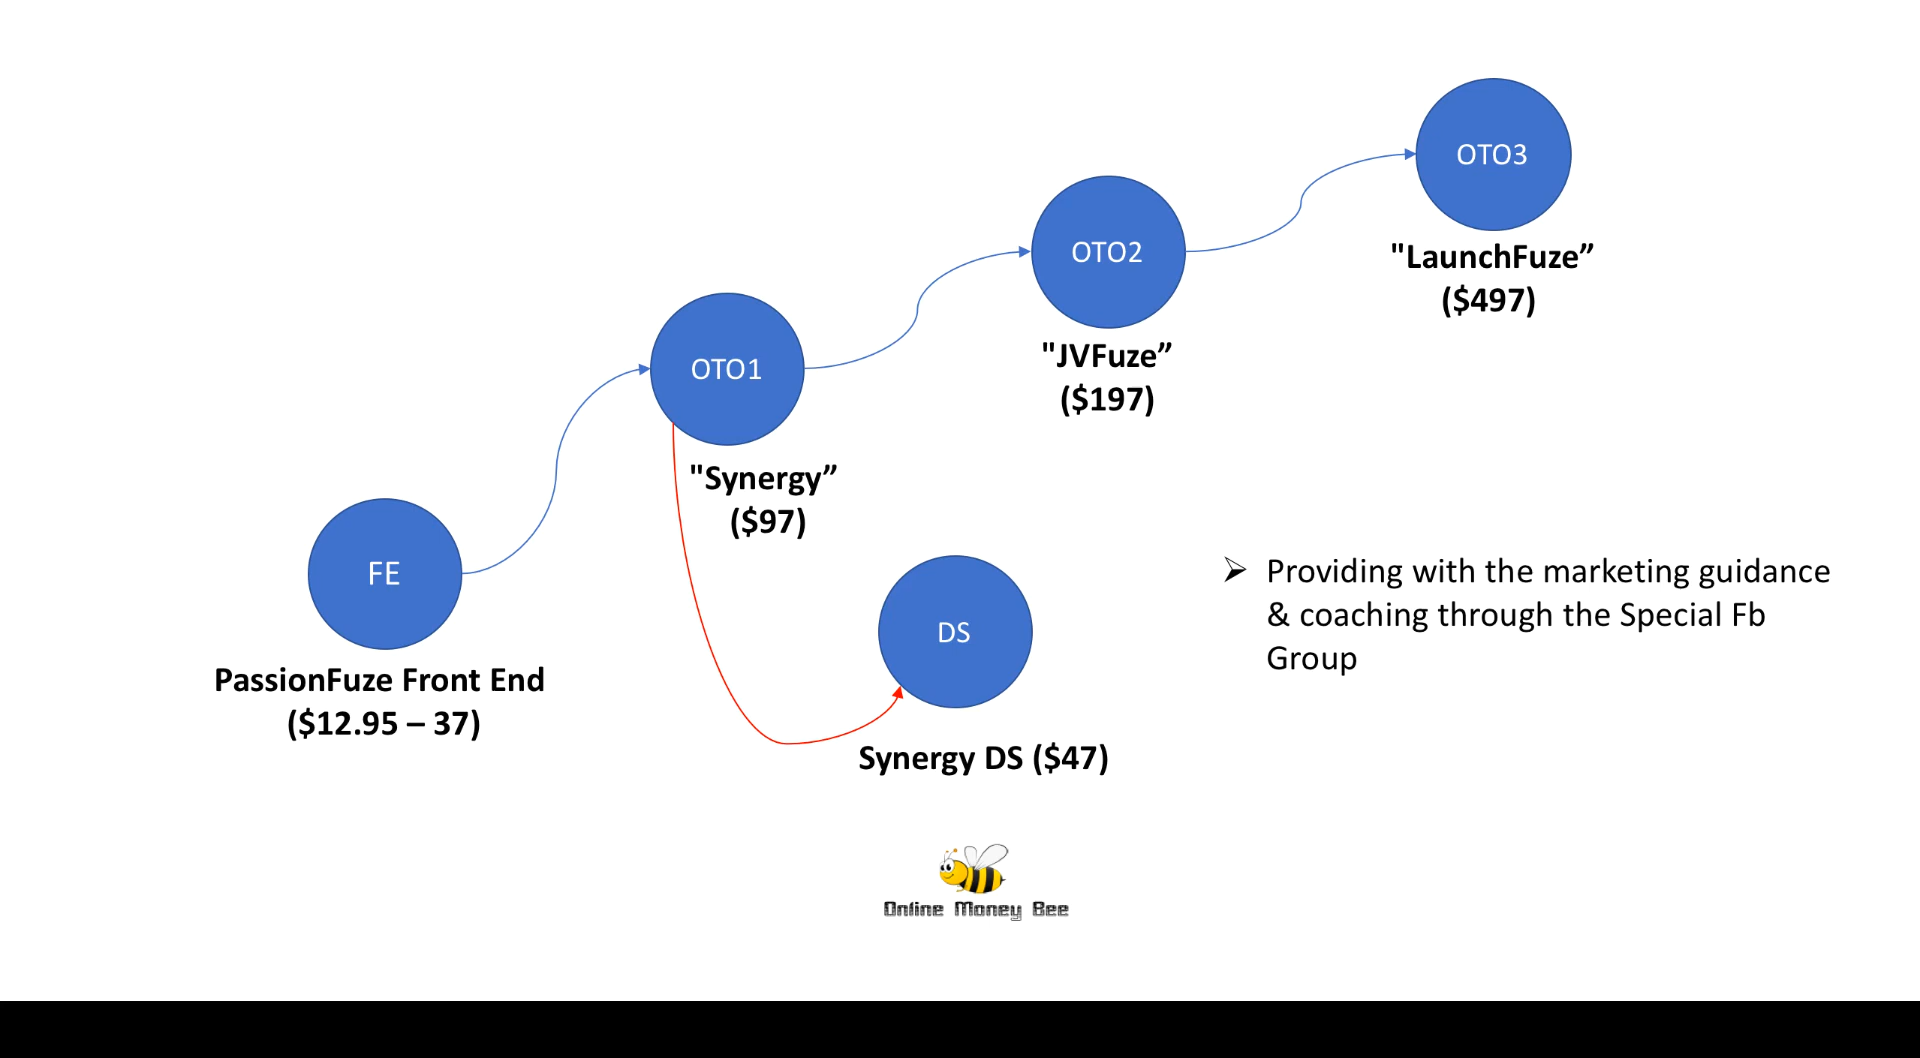 OTO3
"LaunchFuze”
($497)
OTO2
"JVFuze”
($197)
OTO1
"Synergy”
($97)
FE
PassionFuze Front End
($12.95 – 37)
DS
Synergy DS ($47)
Providing with the marketing guidance
& coaching through the Special Fb
Group
Online Money Bee